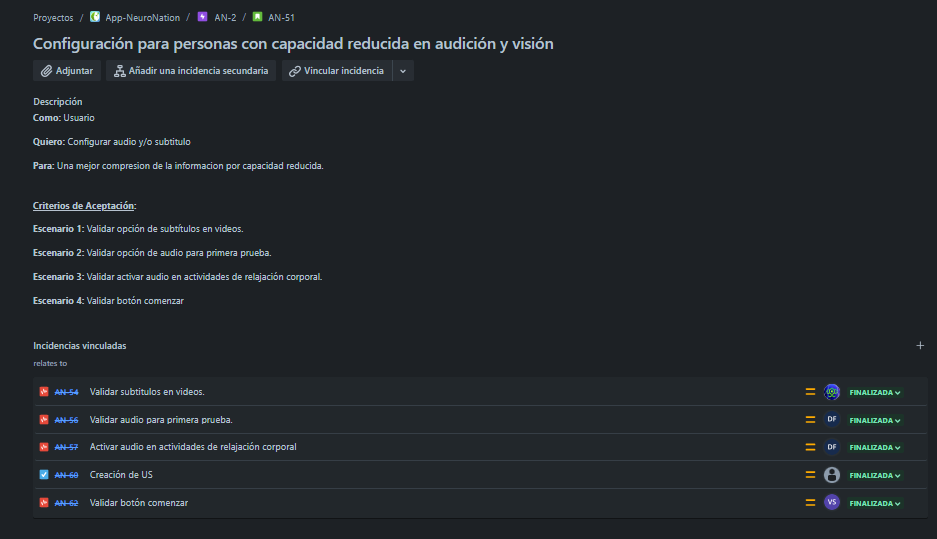 Proyectos / App-NeuroNation / AN-2 / AN-51
Configuración para personas con capacidad reducida en audición y visión
Adjuntar Añadir una incidencia secundaria Vincular incidencia
Descripción
Como: Usuario
Quiero: Configurar audio y/o subtitulo
Para: Una mejor compresion de la informacion por capacidad reducida.
Criterios de Aceptación:
Escenario 1: Validar opción de subtítulos en videos.
Escenario 2: Validar opción de audio para primera prueba.
Escenario 3: Validar activar audio en actividades de relajación corporal.
Escenario 4: Validar botón comenzar
Incidencias vinculadas
relates to
AN-54 Validar subtitulos en videos. FINALIZADA
AN-56 Validar audio para primera prueba. DF FINALIZADA
AN-57 Activar audio en actividades de relajación corporal DF FINALIZADA
AN-60 Creación de US FINALIZADA
AN-62 Validar botón comenzar VS FINALIZADA